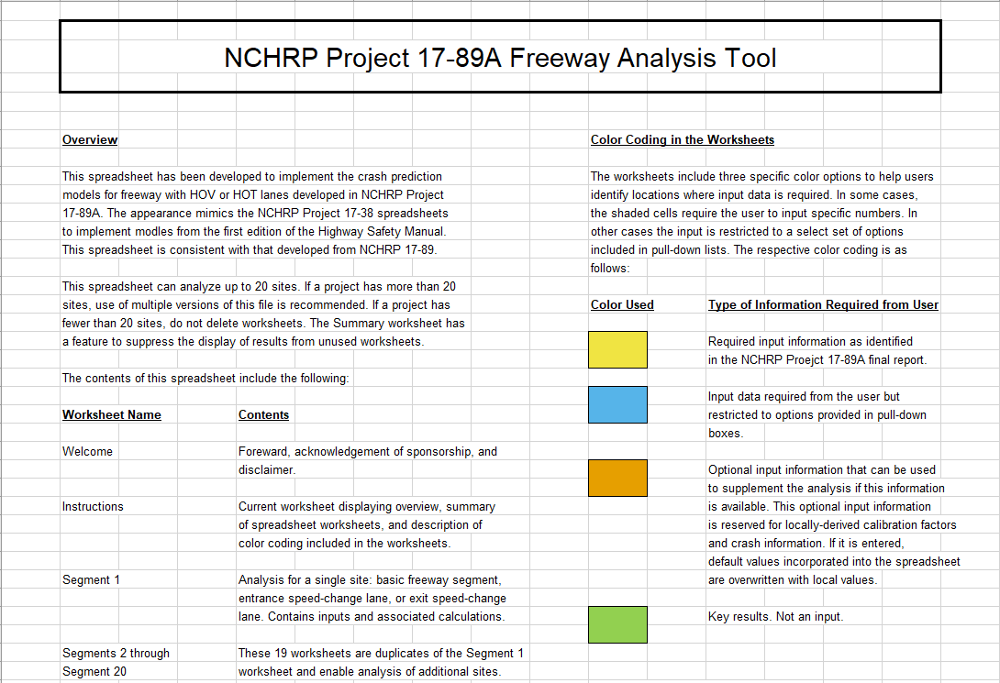 NCHRP Project 17-89A Freeway Analysis Tool
Overview
This spreadsheet has been developed to implement the crash prediction
models for freeway with HOV or HOT lanes developed in NCHRP Project
17-89A. The appearance mimics the NCHRP Project 17-38 spreadsheets
to implement modles from the first edition of the Highway Safety Manual.
This spreadsheet is consistent with that developed from NCHRP 17-89.
This spreadsheet can analyze up to 20 sites. If a project has more than 20
sites, use of multiple versions of this file is recommended. If a project has
fewer than 20 sites, do not delete worksheets. The Summary worksheet has
a feature to suppress the display of results from unused worksheets.
The contents of this spreadsheet include the following:
Worksheet Name
Contents
Welcome
Foreward, acknowledgement of sponsorship, and
disclaimer.
Instructions
Current worksheet displaying overview, summary
of spreadsheet worksheets, and description of
color coding included in the worksheets.
Segment 1
Analysis for a single site: basic freeway segment,
entrance speed-change lane, or exit speed-change
lane. Contains inputs and associated calculations.
Segments 2 through
Segment 20
These 19 worksheets are duplicates of the Segment 1
worksheet and enable analysis of additional sites.
Color Coding in the Worksheets
The worksheets include three specific color options to help users
identify locations where input data is required. In some cases,
the shaded cells require the user to input specific numbers. In
other cases the input is restricted to a select set of options
included in pull-down lists. The respective color coding is as
follows:
Color Used
Type of Information Required from User
Required input information as identified
in the NCHRP Proejct 17-89A final report.
Input data required from the user but
restricted to options provided in pull-down
boxes.
Optional input information that can be used
to supplement the analysis if this information
is available. This optional input information
is reserved for locally-derived calibration factors
and crash information. If it is entered,
default values incorporated into the spreadsheet
are overwritten with local values.
Key results. Not an input.